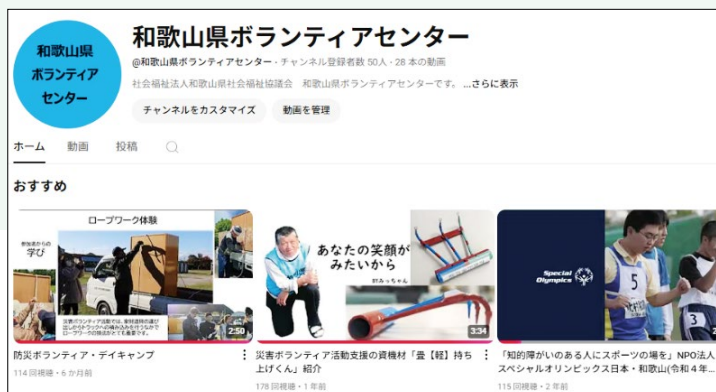 和歌山県
ボランティア
センター
和歌山県ボランティアセンター
@和歌山県ボランティアセンター・チャンネル登録者数 50人・28 本の動画
社会福祉法人和歌山県社会福祉協議会 和歌山県ボランティアセンターです。 ...さらに表示
チャンネルをカスタマイズ
動画を管理
ホーム 動画 投稿
おすすめ
ロープワーク体験
参加者からの
学び
2:50
防災ボランティア・デイキャンプ
114 回視聴・6 か月前
あなたの笑顔が
みたいから
3:34
災害ボランティア活動支援の資機材「畳【軽】持ち
上げくん」紹介
178 回視聴・1 年前
Special
Olympics
5
3
「知的障がいのある人にスポーツの場を」NPO法人
スペシャルオリンピックス日本・和歌山(令和４年...
115 回視聴・2 年前